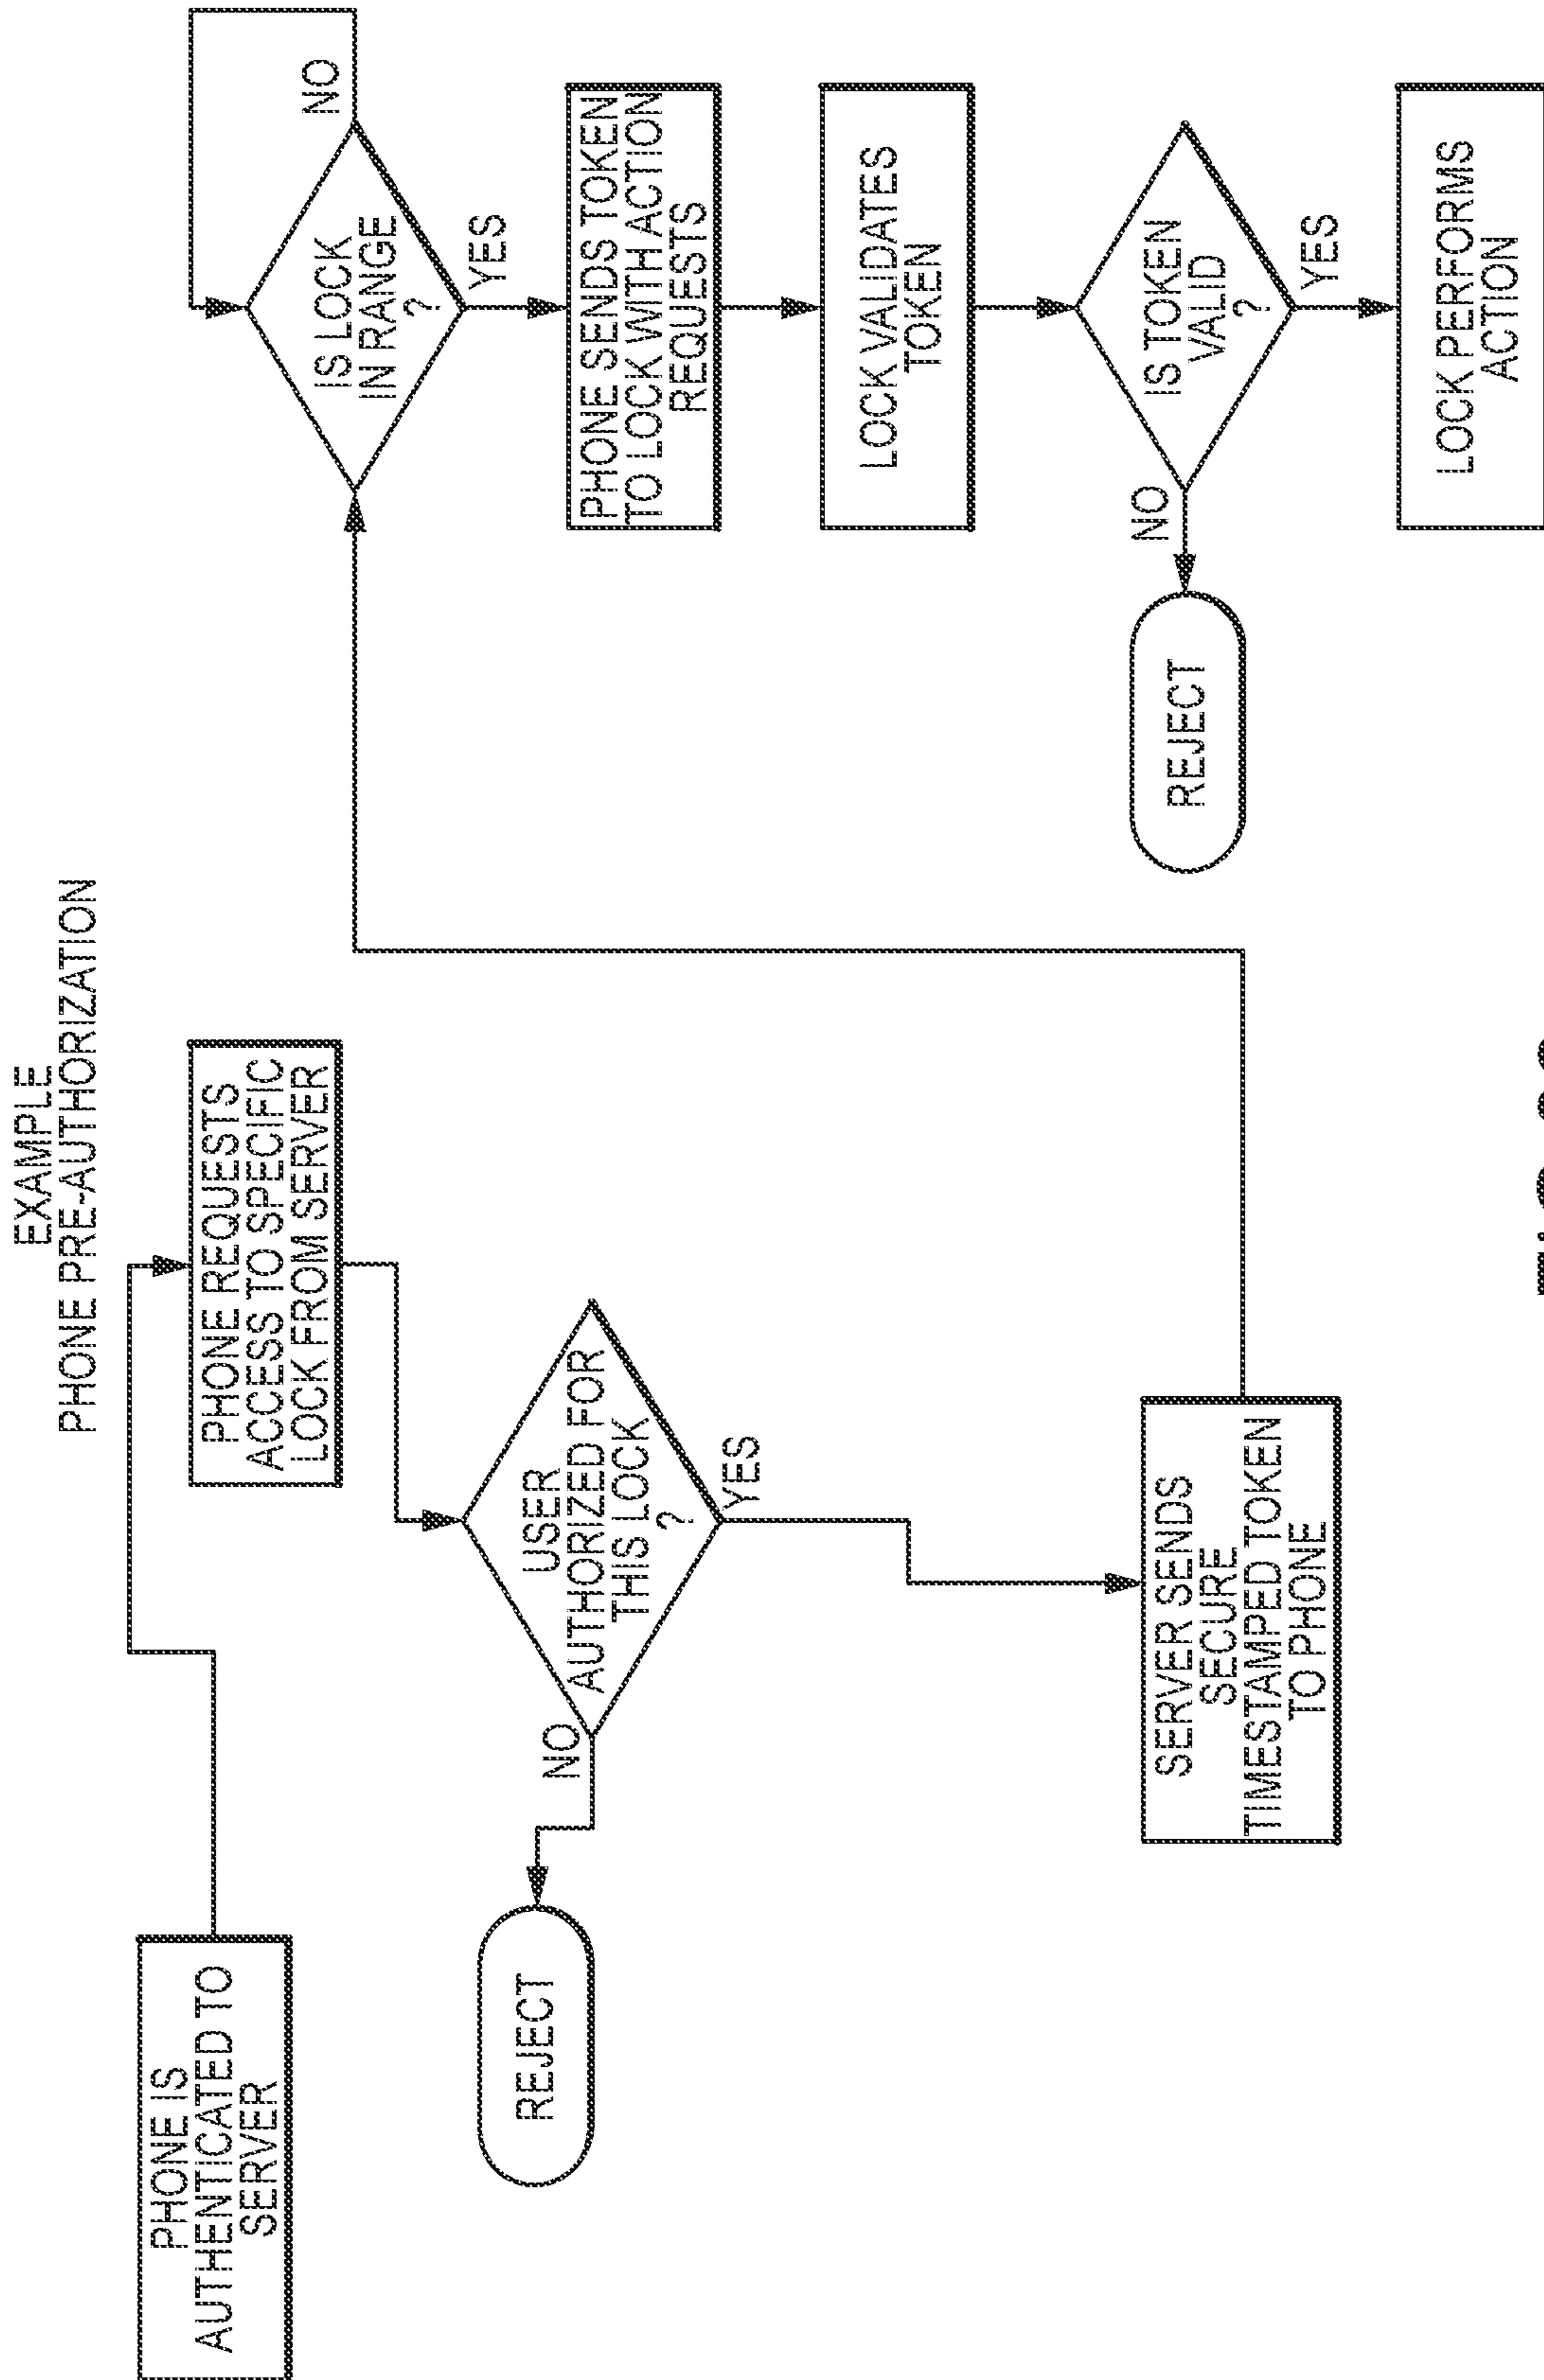 EXAMPLE
PHONE PRE-AUTHORIZATION
PHONE IS
AUTHENTICATED TO
SERVER
PHONE REQUESTS
ACCESS TO SPECIFIC
LOCK FROM SERVER
USER
AUTHORIZED FOR
THIS LOCK
?
NO
REJECT
YES
SERVER SENDS
SECURE
TIMESTAMPED TOKEN
TO PHONE
IS LOCK
IN RANGE
?
NO
YES
PHONE SENDS TOKEN
TO LOCK WITH ACTION
REQUESTS
LOCK VALIDATES
TOKEN
IS TOKEN
VALID
?
NO
REJECT
YES
LOCK PERFORMS
ACTION